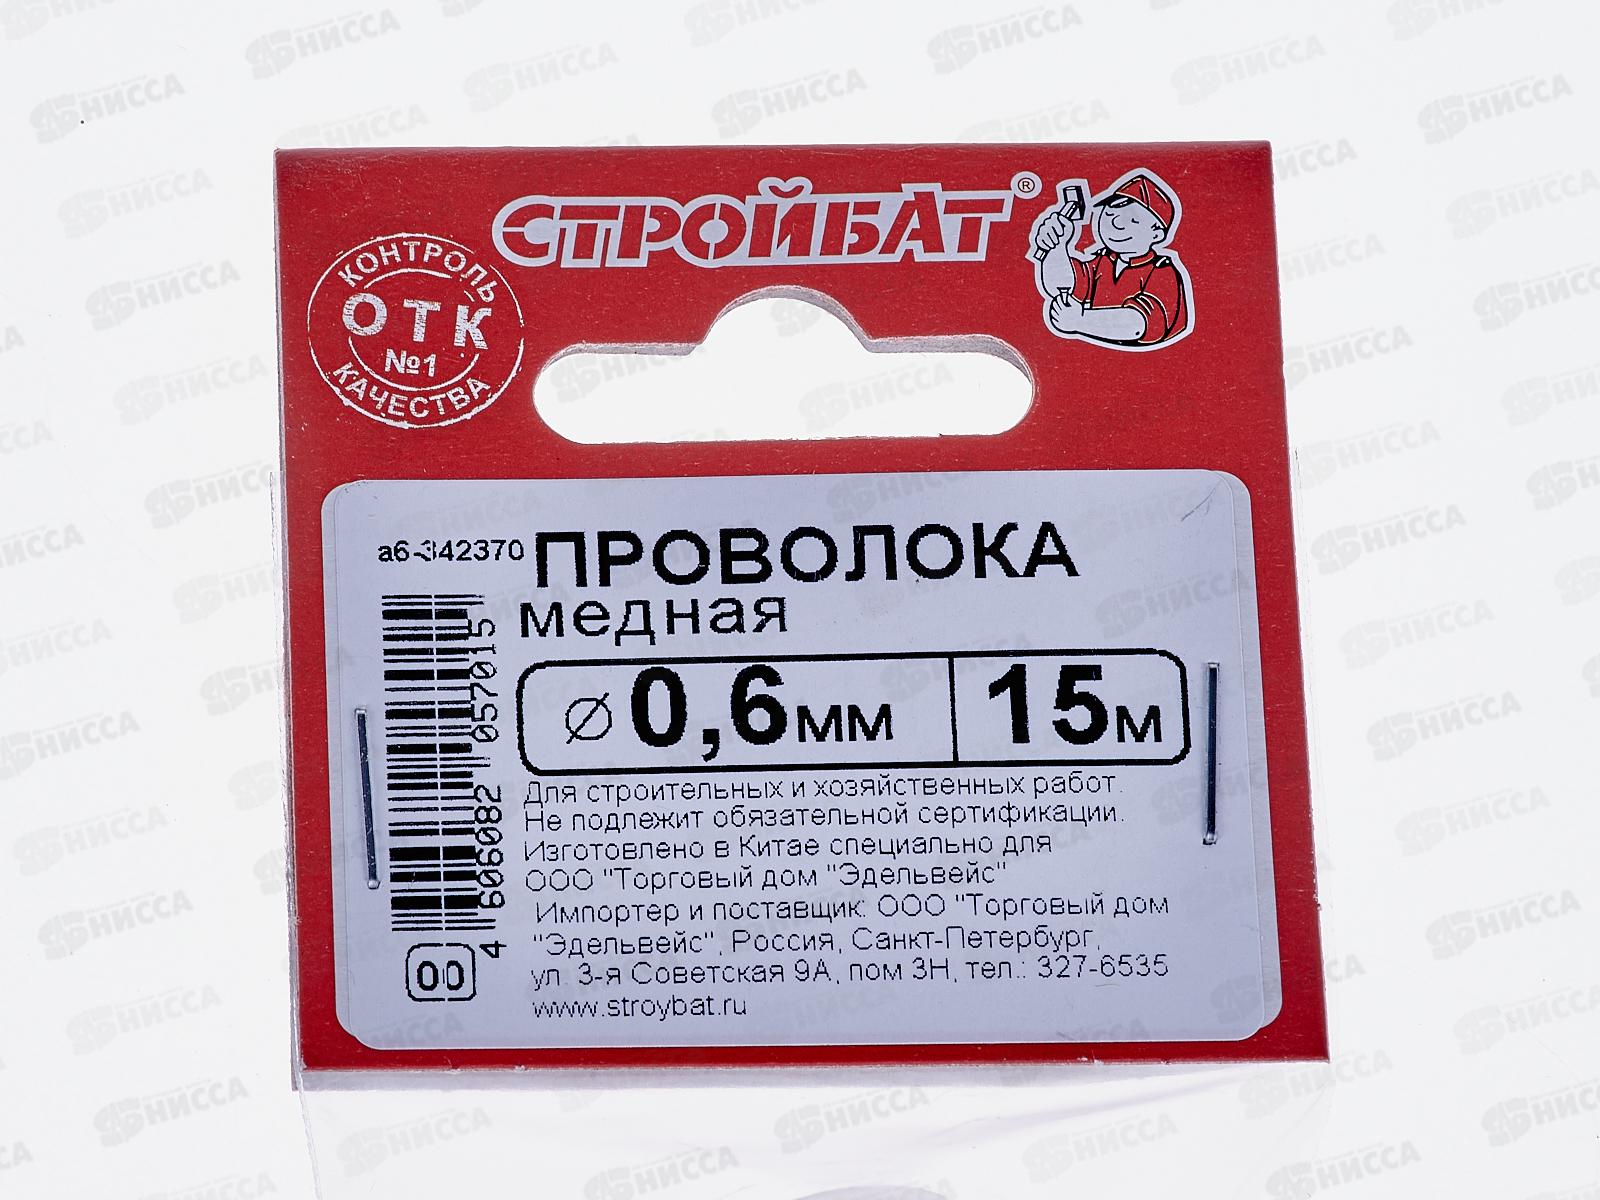 СТРОЙБАТ®
КОНТРОЛЬ
ОТК
№1
КАЧЕСТВА
а6-342370
ПРОВОЛОКА
медная
⌀ 0,6мм 15м
Для строительных и хозяйственных работ.
Не подлежит обязательной сертификации.
Изготовлено в Китае специально для
ООО "Торговый дом "Эдельвейс"
Импортер и поставщик: ООО "Торговый дом
"Эдельвейс", Россия, Санкт-Петербург,
ул. 3-я Советская 9А, пом 3Н, тел.: 327-6535
www.stroybat.ru
4 606082 057015
00
НИССА